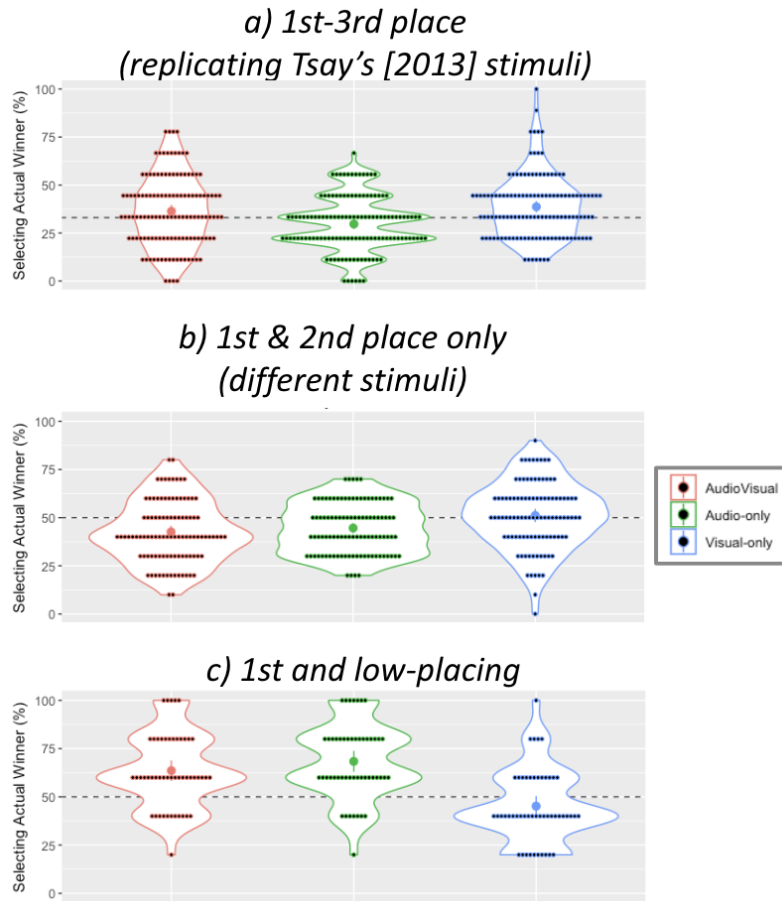 a) 1st-3rd place
(replicating Tsay's [2013] stimuli)
Selecting Actual Winner (%)
100
75
50
25
0
b) 1st & 2nd place only
(different stimuli)
Selecting Actual Winner (%)
100
75
50
25
0
AudioVisual
Audio-only
Visual-only
c) 1st and low-placing
Selecting Actual Winner (%)
100
75
50
25
0